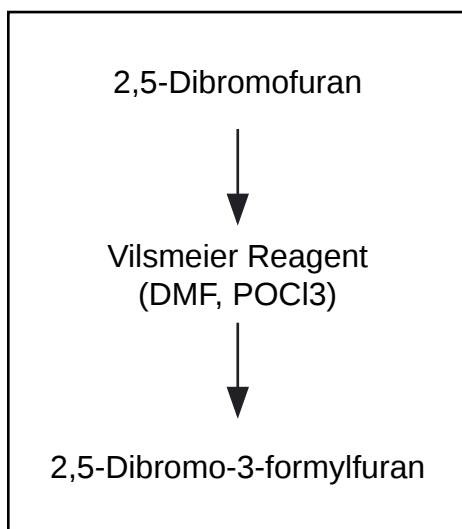 2,5-Dibromofuran
Vilsmeier Reagent
(DMF, POCl3)
2,5-Dibromo-3-formylfuran